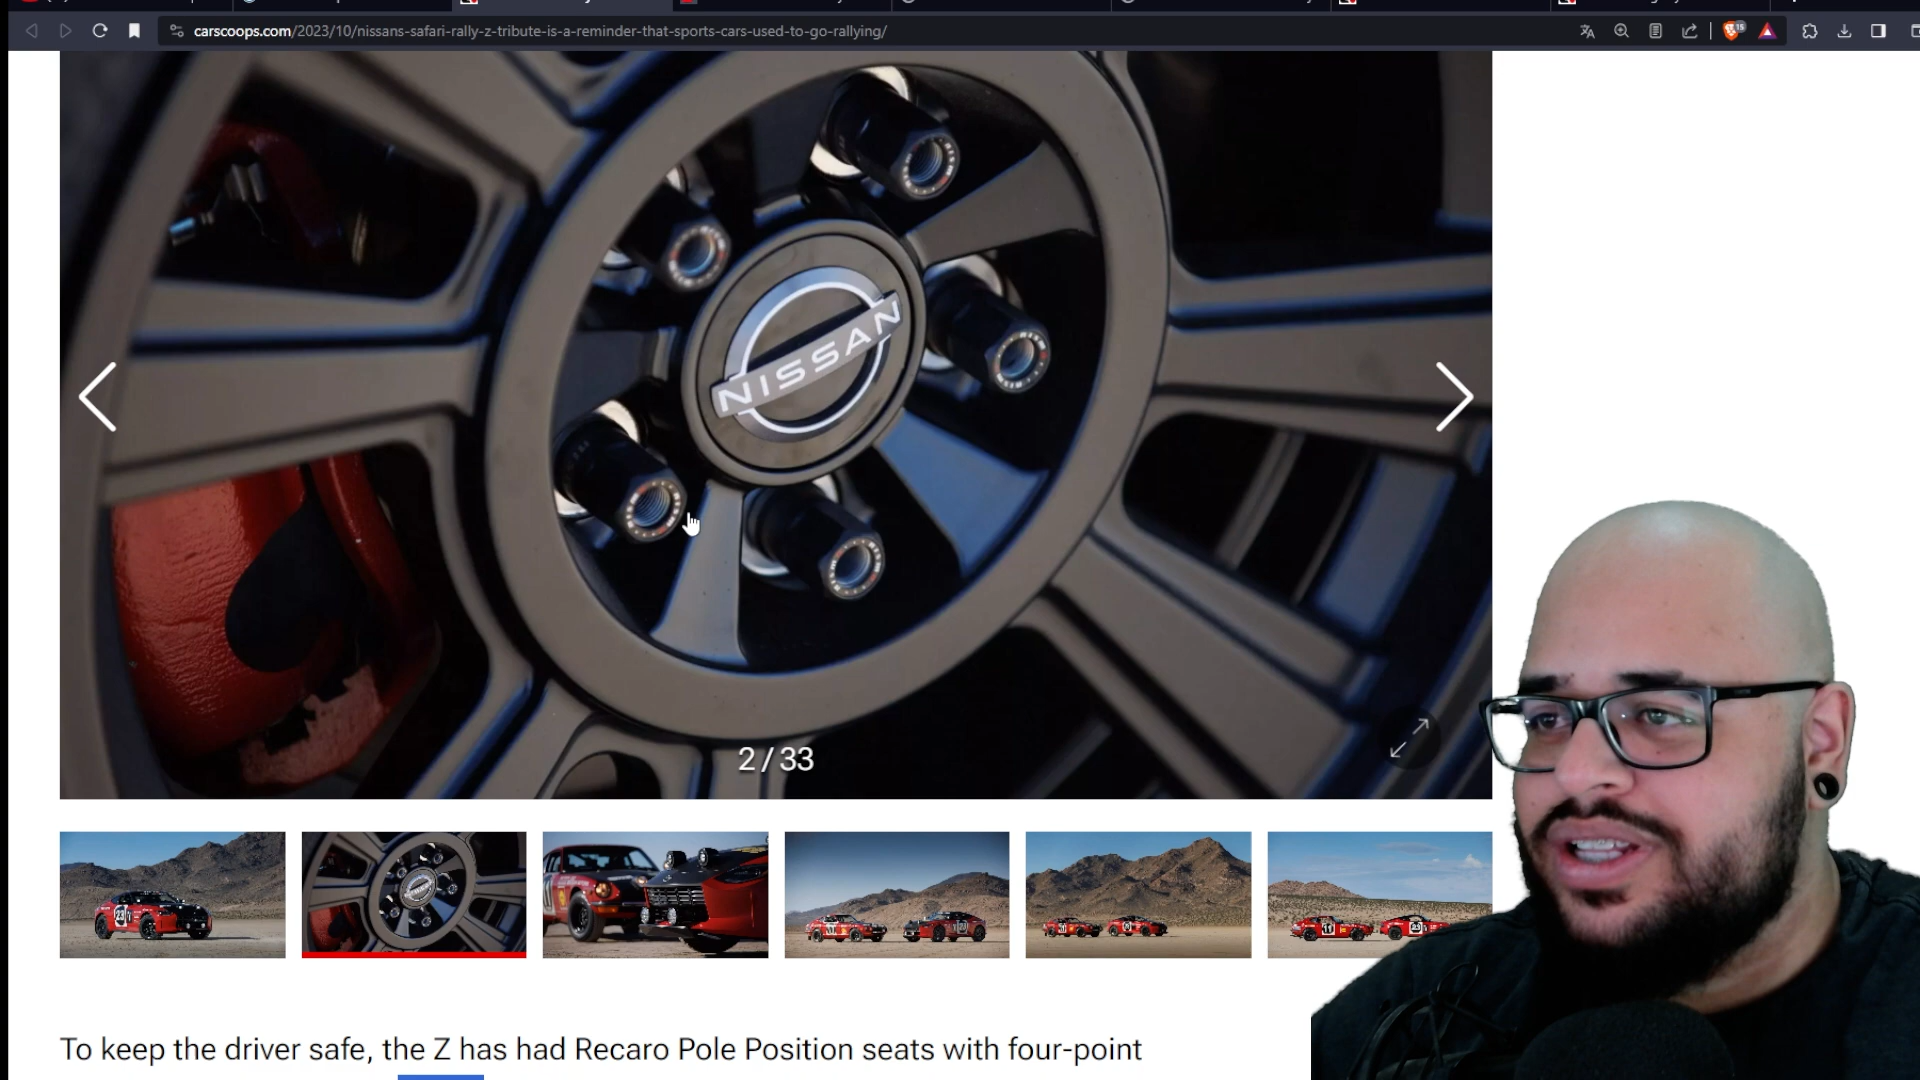 carscoops.com/2023/10/nissans-safari-rally-z-tribute-is-a-reminder-that-sports-cars-used-to-go-rallying/
15
NISSAN
2 / 33
To keep the driver safe, the Z has had Recaro Pole Position seats with four-point